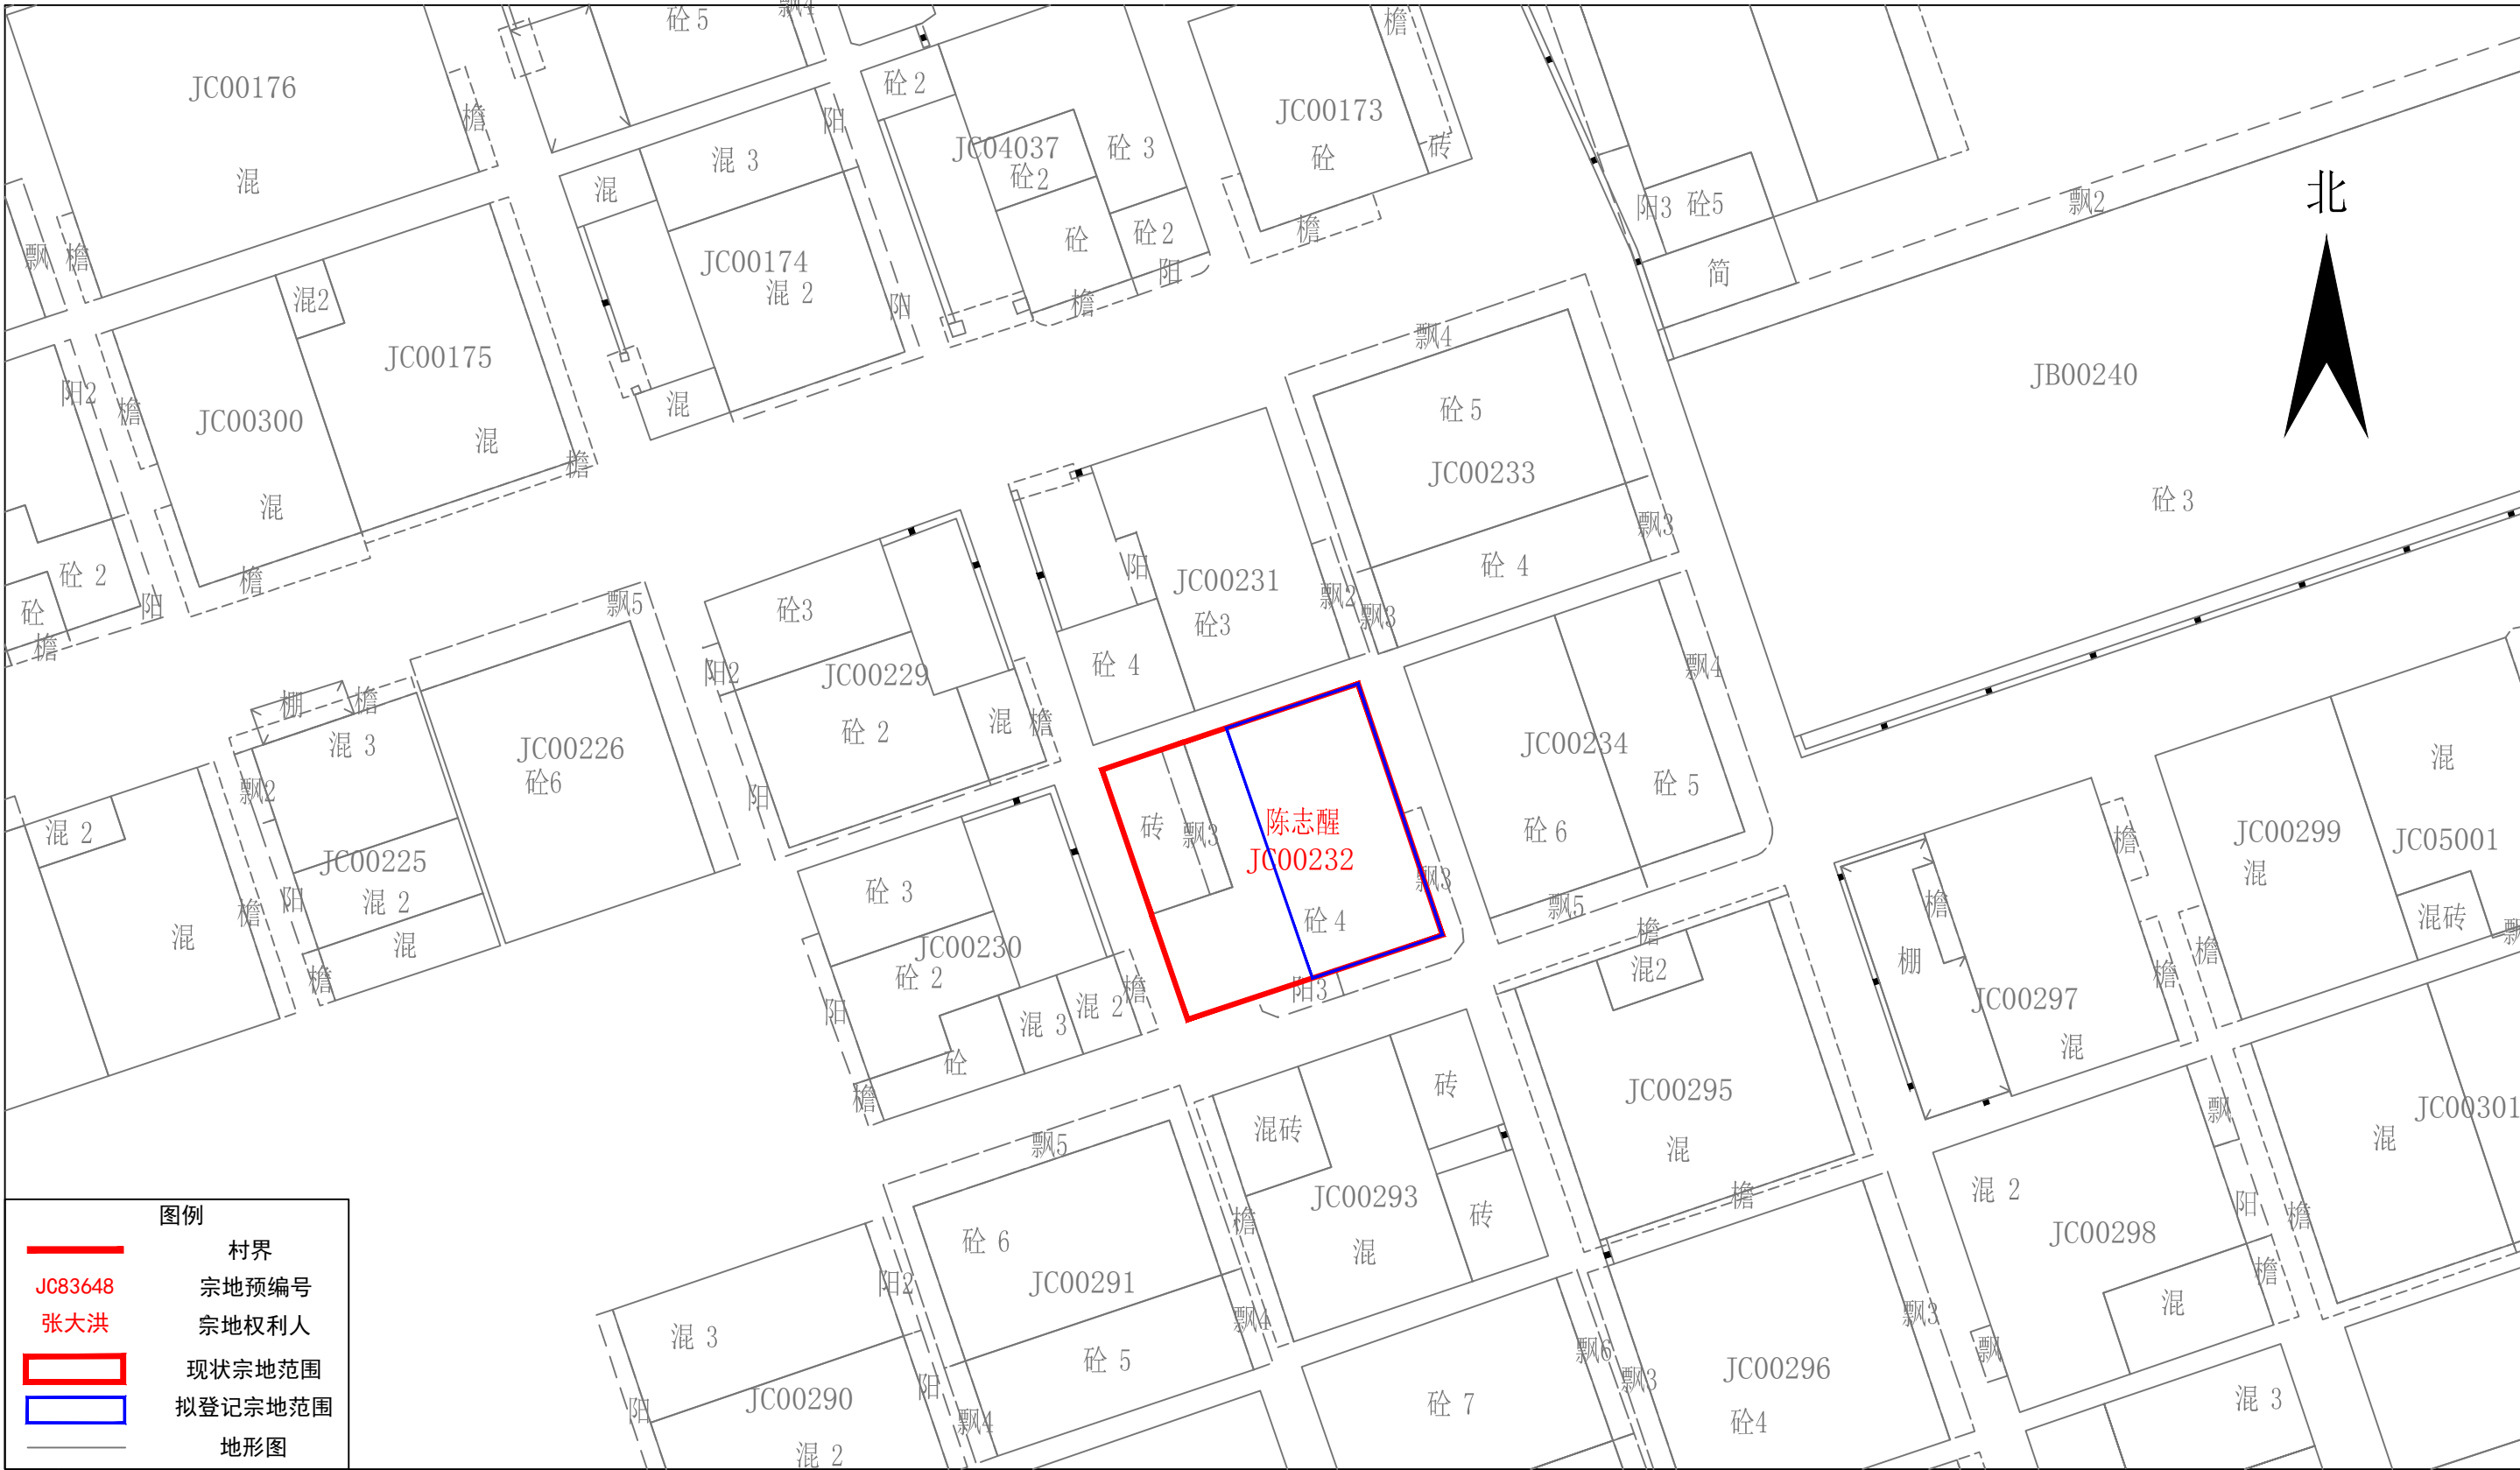 飘4
砼 5
檐
JC00176
砼 2
JC00173
檐
阳
混 3
JC04037
砼 3
砼
砖
混
混
砼2
北
阳3
砼5
飘2
飘
檐
JC00174
混 2
砼
砼2
檐
阳
简
混2
阳
檐
飘4
JC00175
JB00240
阳2
檐
JC00300
混
混
砼 5
檐
JC00233
混
砼 3
飘3
砼 2
檐
阳
砼
檐
飘5
砼3
阳
JC00231
砼3
飘2
飘3
砼 4
阳2
JC00229
砼 4
飘4
棚
檐
混 3
JC00226
砼6
砼 2
混
檐
JC00234
砼 5
砼 6
混
飘2
阳
混 2
JC00225
混 2
砖
飘3
陈志醒
JC00232
砼 4
飘3
JC00299
混
JC05001
混砖
飘
混
檐
阳
混
檐
砼 3
JC00230
砼 2
阳
混 3
混 2
檐
砼
檐
阳3
飘5
檐
混2
檐
棚
檐
檐
檐
JC00297
混
飘5
混砖
砖
JC00295
混
檐
飘
JC00301
混
图例
村界
JC83648 宗地预编号
张大洪 宗地权利人
现状宗地范围
拟登记宗地范围
地形图
砼 6
JC00291
阳2
檐
JC00293
混
砖
混 2
JC00298
阳
檐
檐
混
混 3
飘4
砼 5
阳
JC00290
混 2
阳
飘4
飘6
飘3
砼 7
JC00296
砼4
飘3
飘
混 3